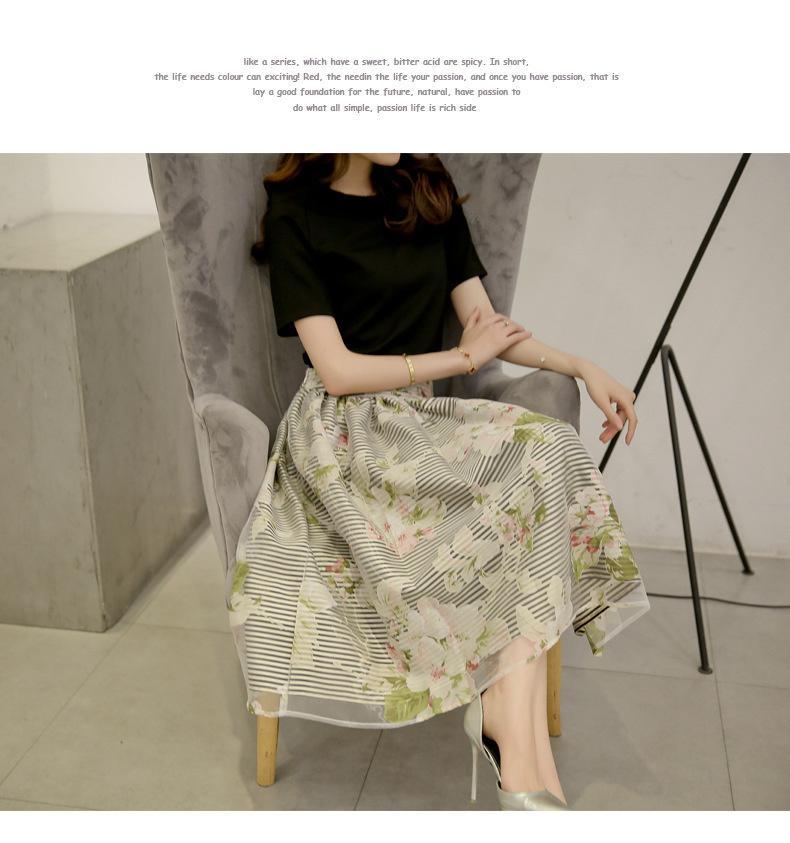 like a series, which have a sweet, bitter acid are spicy. In short,
the life needs colour can exciting! Red, the needin the life your passion, and once you have passion, that is
lay a good foundation for the future, natural, have passion to
do what all simple, passion life is rich side